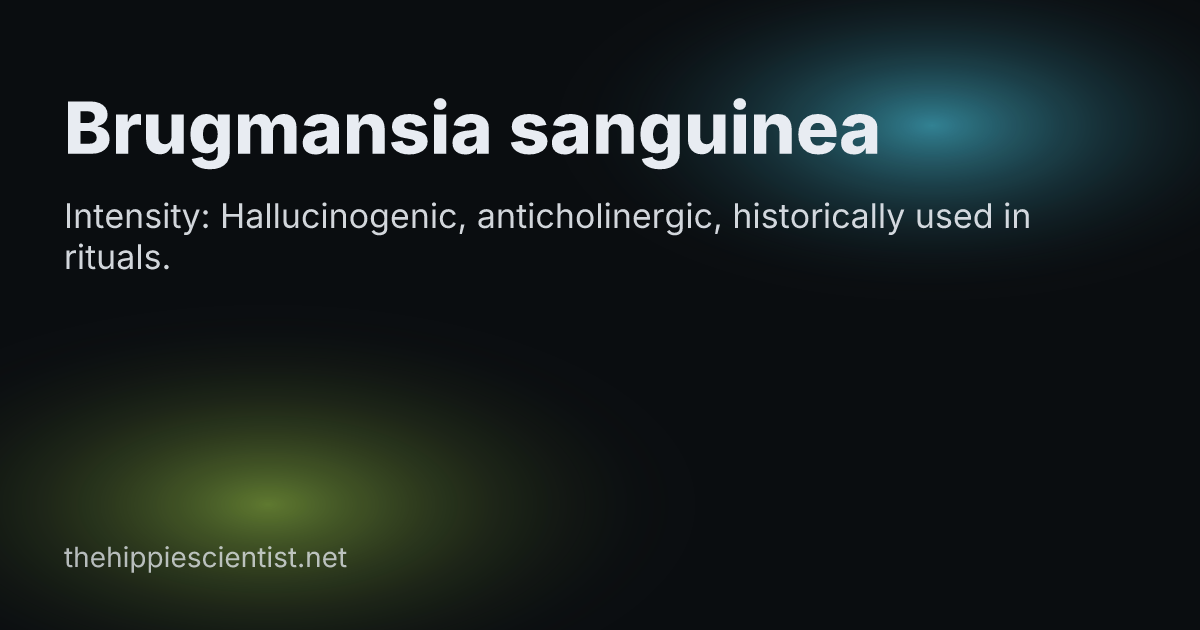 Brugmansia sanguinea
Intensity: Hallucinogenic, anticholinergic, historically used in
rituals.
thehippiescientist.net